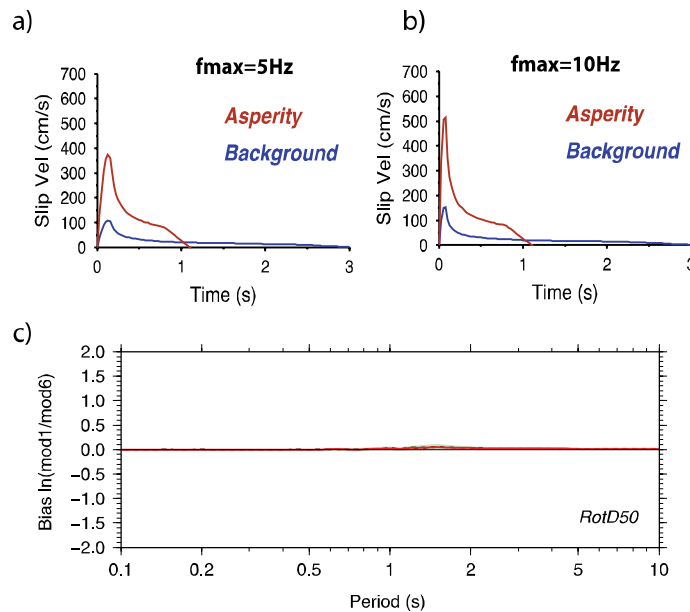 a)
fmax=5Hz
Slip Vel (cm/s)
700
600
500
400
300
200
100
0
Asperity
Background
0
1
2
3
Time (s)
b)
fmax=10Hz
Slip Vel (cm/s)
700
600
500
400
300
200
100
0
Asperity
Background
0
1
2
3
Time (s)
c)
Bias ln(mod1/mod6)
2.0
1.5
1.0
0.5
0.0
−0.5
−1.0
−1.5
−2.0
RotD50
0.1
0.2
0.5
1
2
5
10
Period (s)